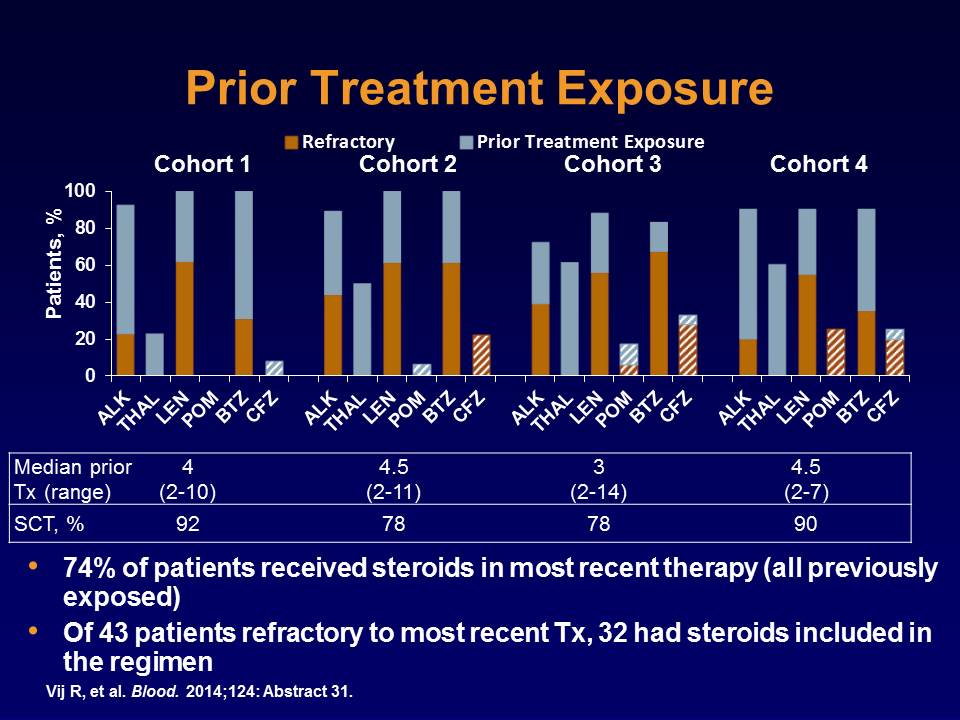 Prior Treatment Exposure
Refractory Prior Treatment Exposure
Cohort 1 Cohort 2 Cohort 3 Cohort 4
Patients, %
100
80
60
40
20
0
ALK THAL LEN POM BTZ CFZ ALK THAL LEN POM BTZ CFZ ALK THAL LEN POM BTZ CFZ ALK THAL LEN POM BTZ CFZ
Median prior 4 4.5 3 4.5
Tx (range) (2-10) (2-11) (2-14) (2-7)
SCT, % 92 78 78 90
• 74% of patients received steroids in most recent therapy (all previously
exposed)
• Of 43 patients refractory to most recent Tx, 32 had steroids included in
the regimen
Vij R, et al. Blood. 2014;124: Abstract 31.